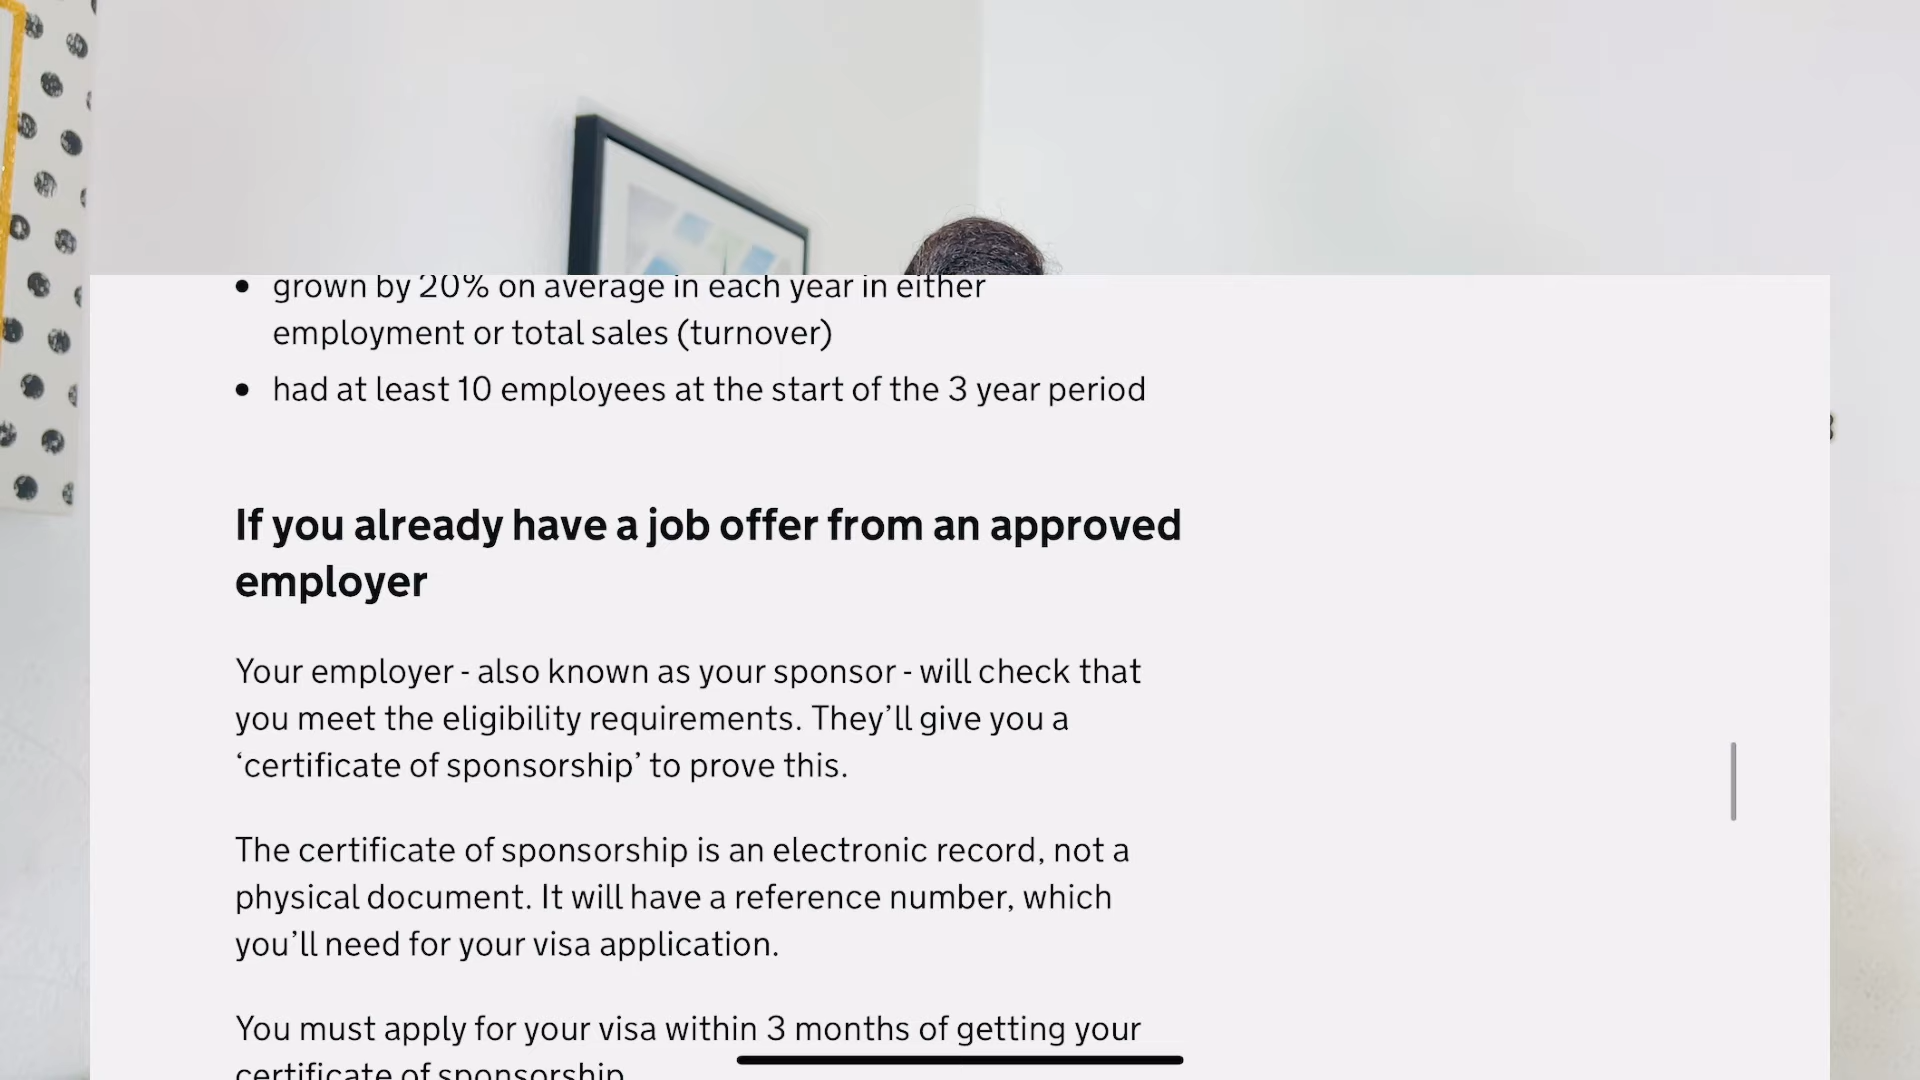 grown by 20% on average in each year in either
employment or total sales (turnover)
had at least 10 employees at the start of the 3 year period
If you already have a job offer from an approved
employer
Your employer - also known as your sponsor - will check that
you meet the eligibility requirements. They’ll give you a
‘certificate of sponsorship’ to prove this.
The certificate of sponsorship is an electronic record, not a
physical document. It will have a reference number, which
you’ll need for your visa application.
You must apply for your visa within 3 months of getting your
certificate of sponsorship.